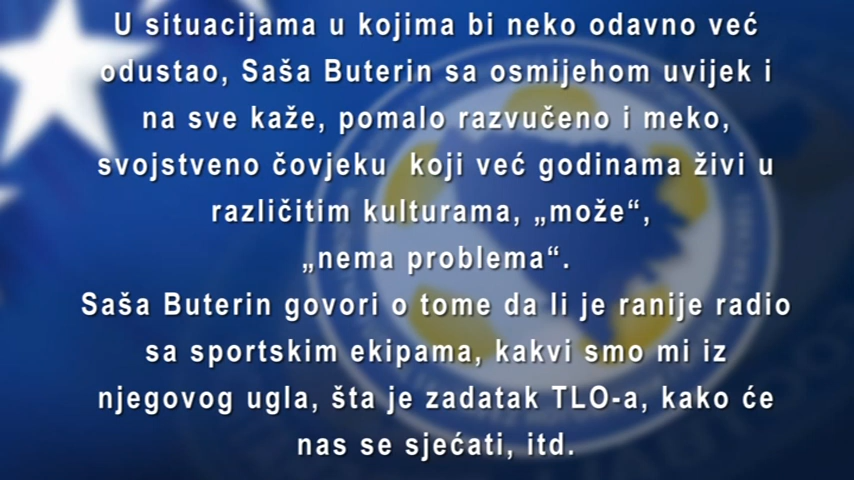 U situacijama u kojima bi neko odavno već
odustao, Saša Buterin sa osmijehom uvijek i
na sve kaže, pomalo razvučeno i meko,
svojstveno čovjeku koji već godinama živi u
različitim kulturama, „može“,
„nema problema“.
Saša Buterin govori o tome da li je ranije radio
sa sportskim ekipama, kakvi smo mi iz
njegovog ugla, šta je zadatak TLO-a, kako će
nas se sjećati, itd.